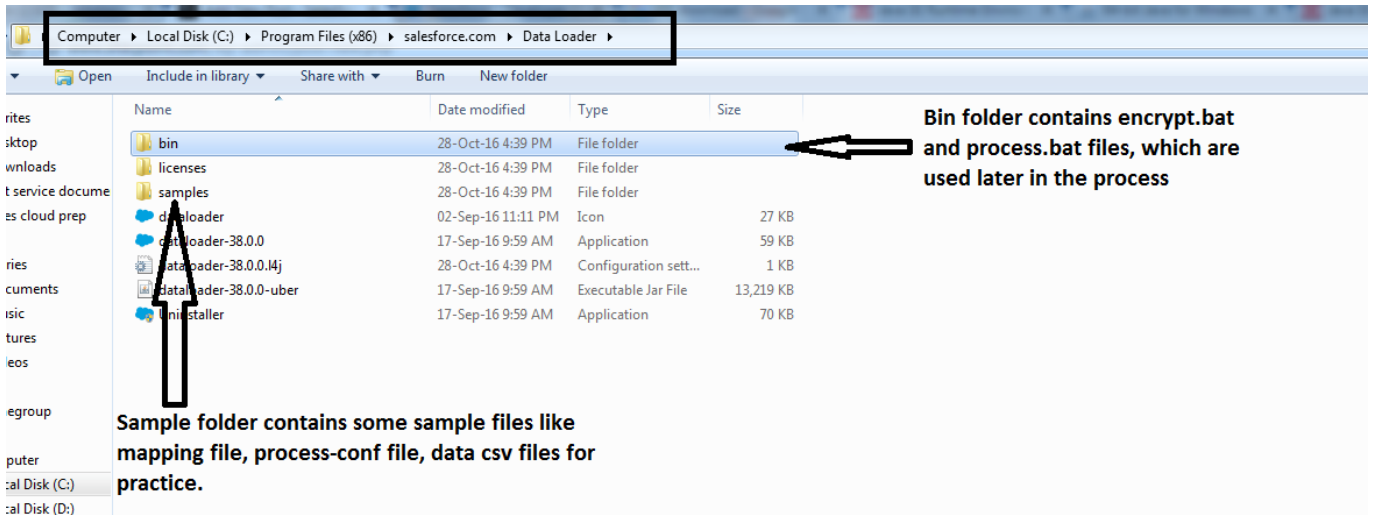 Computer ▸ Local Disk (C:) ▸ Program Files (x86) ▸ salesforce.com ▸ Data Loader ▸
Open Include in library Share with Burn New folder
Name Date modified Type Size
bin 28-Oct-16 4:39 PM File folder
licenses 28-Oct-16 4:39 PM File folder
samples 28-Oct-16 4:39 PM File folder
dataloader 02-Sep-16 11:11 PM Icon 27 KB
dataloader-38.0.0 17-Sep-16 9:59 AM Application 59 KB
dataloader-38.0.0.l4j 28-Oct-16 4:39 PM Configuration sett... 1 KB
dataloader-38.0.0-uber 17-Sep-16 9:59 AM Executable Jar File 13,219 KB
Uninstaller 17-Sep-16 9:59 AM Application 70 KB
rites
sktop
wnloads
t service docume
es cloud prep
ries
cuments
usic
tures
leos
egroup
puter
cal Disk (C:)
cal Disk (D:)
Bin folder contains encrypt.bat
and process.bat files, which are
used later in the process
Sample folder contains some sample files like
mapping file, process-conf file, data csv files for
practice.